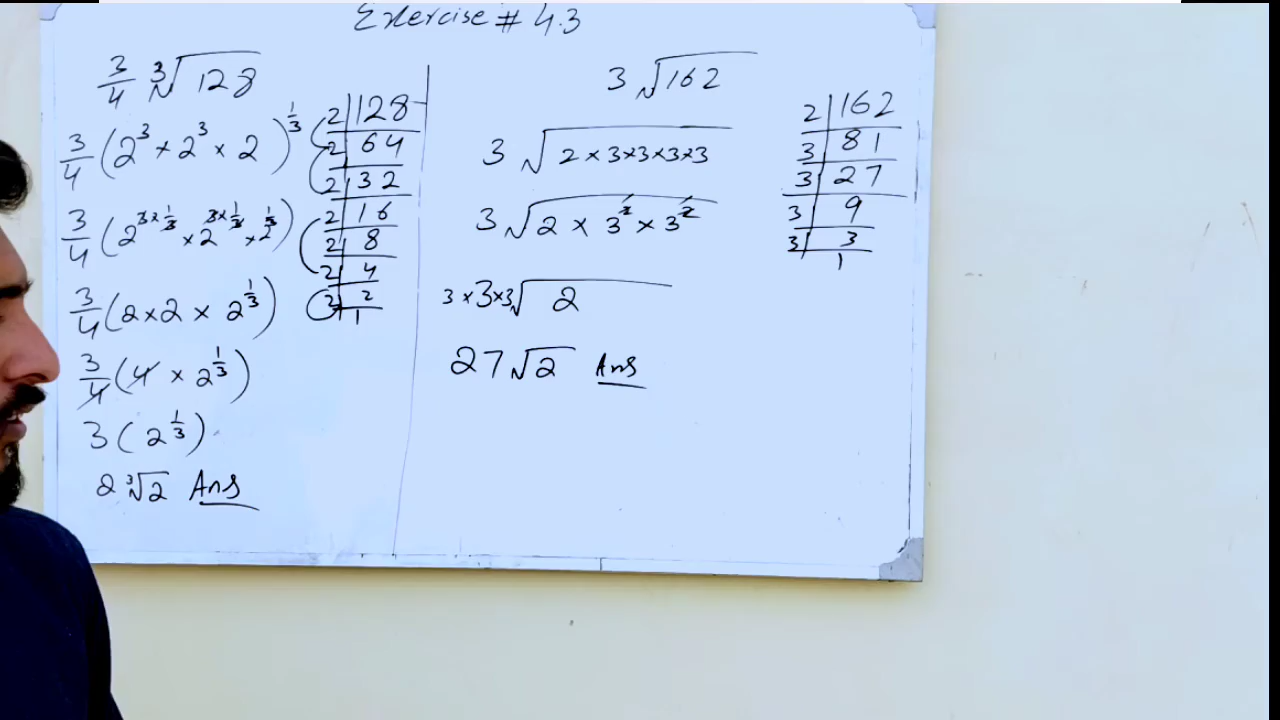 Exercise # 4.3
3/4 ∛128
3/4 (2³ × 2³ × 2)^1/3
3/4 (2^3×1/3 × 2^3×1/3 × 2^1/3)
3/4 (2×2 × 2^1/3)
3/4 (4 × 2^1/3)
3 (2^1/3)
2 ∛2 Ans
2 | 128
2 | 64
2 | 32
2 | 16
2 | 8
2 | 4
2 | 2
1
3 √162
3 √2×3×3×3×3
3 √2 × 3² × 3²
3×3×3√2
27√2 Ans
2 | 162
3 | 81
3 | 27
3 | 9
3 | 3
1